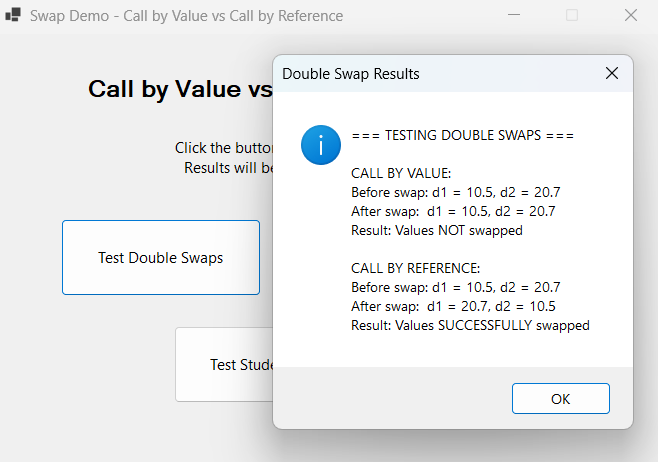 Swap Demo - Call by Value vs Call by Reference
Call by Value vs
Click the button
Results will be
Test Double Swaps
Test Stude
Double Swap Results
=== TESTING DOUBLE SWAPS ===
CALL BY VALUE:
Before swap: d1 = 10.5, d2 = 20.7
After swap:  d1 = 10.5, d2 = 20.7
Result: Values NOT swapped
CALL BY REFERENCE:
Before swap: d1 = 10.5, d2 = 20.7
After swap:  d1 = 20.7, d2 = 10.5
Result: Values SUCCESSFULLY swapped
OK